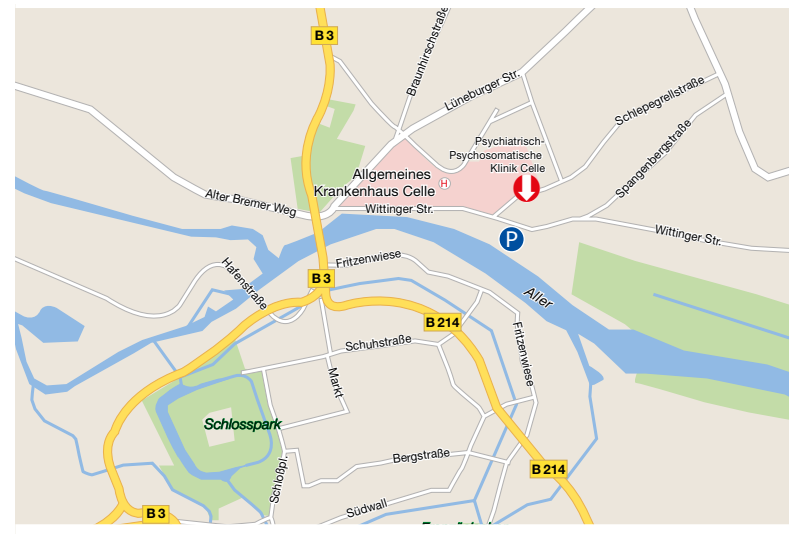 B 3
Braunhirschstraße
Lüneburger Str.
Schlepegrellstraße
Psychiatrisch-
Psychosomatische
Klinik Celle
Spangenbergstraße
Allgemeines
Krankenhaus Celle
H
Alter Bremer Weg
Wittinger Str.
P
Wittinger Str.
Hafenstraße
Fritzenwiese
B 3
Aller
B 214
Fritzenwiese
Schuhstraße
Markt
Schlosspark
Bergstraße
B 214
Schloßpl.
Südwall
B 3